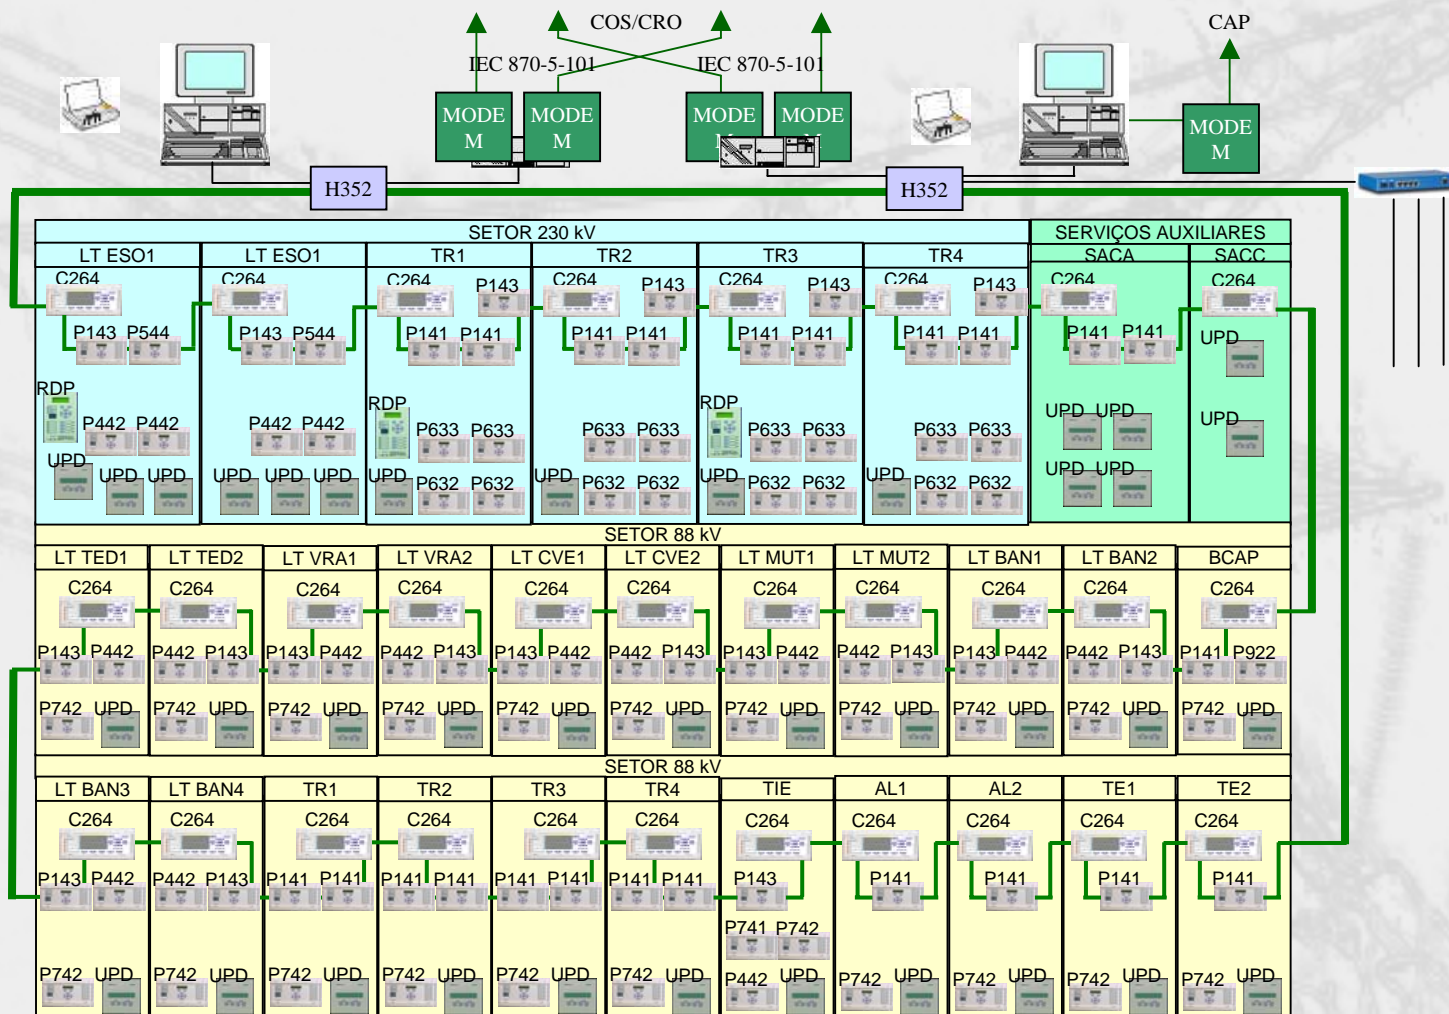 COS/CRO CAP
IEC 870-5-101 IEC 870-5-101
MODE
M
MODE
M
MODE
M
MODE
M
MODE
M
H352 H352
SETOR 230 kV SERVIÇOS AUXILIARES
LT ESO1 LT ESO1 TR1 TR2 TR3 TR4 SACA SACC
C264 C264 C264 P143 C264 P143 C264 P143 C264 P143 C264 C264
P143 P544 P143 P544 P141 P141 P141 P141 P141 P141 P141 P141 P141 P141 UPD
RDP RDP RDP
P442 P442 P442 P442 P633 P633 P633 P633 P633 P633 P633 P633 UPD UPD UPD
UPD UPD UPD UPD UPD UPD UPD P632 P632 UPD P632 P632 UPD P632 P632 UPD P632 P632 UPD UPD
SETOR 88 kV
LT TED1 LT TED2 LT VRA1 LT VRA2 LT CVE1 LT CVE2 LT MUT1 LT MUT2 LT BAN1 LT BAN2 BCAP
C264 C264 C264 C264 C264 C264 C264 C264 C264 C264 C264
P143 P442 P442 P143 P143 P442 P442 P143 P143 P442 P442 P143 P143 P442 P442 P143 P143 P442 P442 P143 P141 P922
P742 UPD P742 UPD P742 UPD P742 UPD P742 UPD P742 UPD P742 UPD P742 UPD P742 UPD P742 UPD P742 UPD
SETOR 88 kV
LT BAN3 LT BAN4 TR1 TR2 TR3 TR4 TIE AL1 AL2 TE1 TE2
C264 C264 C264 C264 C264 C264 C264 C264 C264 C264 C264
P143 P442 P442 P143 P141 P141 P141 P141 P141 P141 P141 P141 P143 P141 P141 P141 P141
P741 P742
P742 UPD P742 UPD P742 UPD P742 UPD P742 UPD P742 UPD P442 UPD P742 UPD P742 UPD P742 UPD P742 UPD